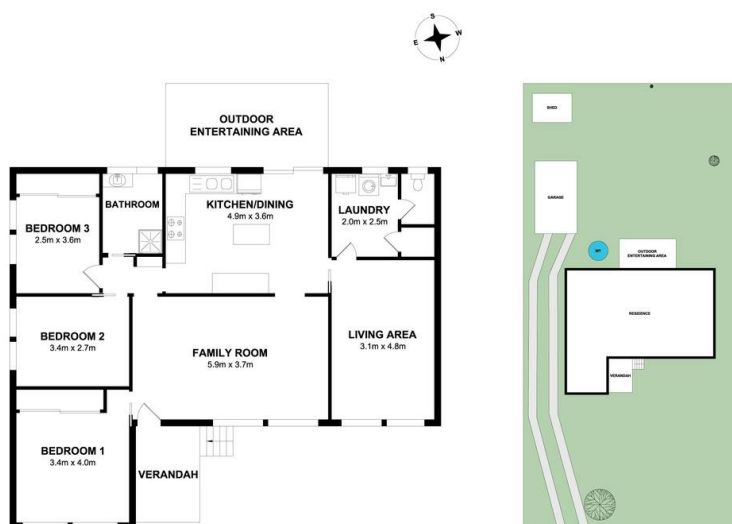 S
E
W
N
OUTDOOR
ENTERTAINING AREA
BEDROOM 3
2.5m x 3.6m
BATHROOM
KITCHEN/DINING
4.9m x 3.6m
LAUNDRY
2.0m x 2.5m
BEDROOM 2
3.4m x 2.7m
FAMILY ROOM
5.9m x 3.7m
LIVING AREA
3.1m x 4.8m
BEDROOM 1
3.4m x 4.0m
VERANDAH
SHED
GARAGE
WT
OUTDOOR
ENTERTAINING AREA
RESIDENCE
VERANDAH